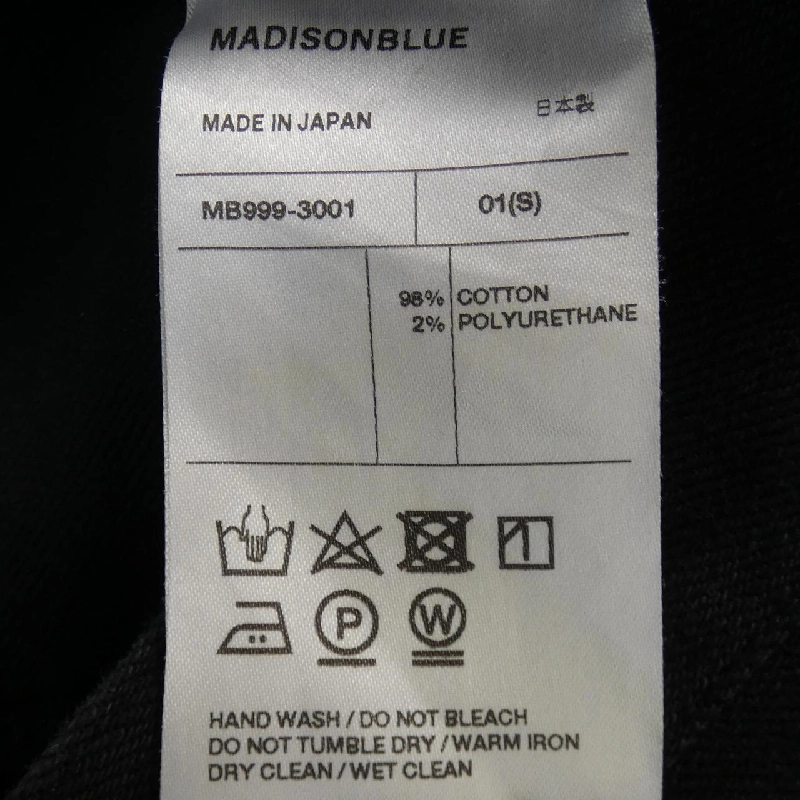 MADISONBLUE
MADE IN JAPAN 日本製
MB999-3001 01(S)
98% COTTON
2% POLYURETHANE
P W
HAND WASH / DO NOT BLEACH
DO NOT TUMBLE DRY / WARM IRON
DRY CLEAN / WET CLEAN